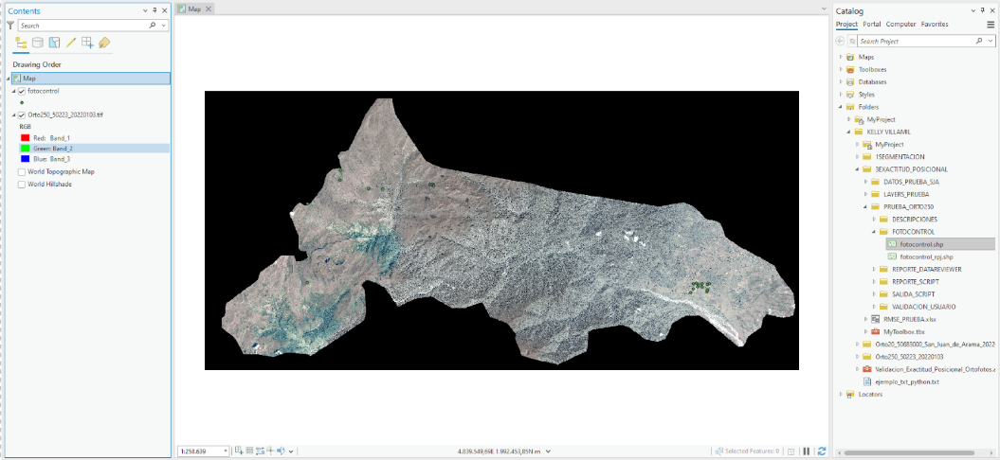 Contents
Search
Drawing Order
Map
fotocontrol
Orto250_50223_20220103.tif
RGB
Red: Band_1
Green: Band_2
Blue: Band_3
World Topographic Map
World Hillshade
Map
1:258.639
4.839.549,69E 1.992.453,85N m
Selected Features: 0
Catalog
Project Portal Computer Favorites
Search Project
Maps
Toolboxes
Databases
Styles
Folders
MyProject
KELLY VILLAMIL
MyProject
1SEGMENTACION
3EXACTITUD_POSICIONAL
DATOS_PRUEBA_SJA
LAYERS_PRUEBA
PRUEBA_ORTO250
DESCRIPCIONES
FOTOCONTROL
fotocontrol.shp
fotocontrol_rpj.shp
REPORTE_DATAREVIEWER
REPORTE_SCRIPT
SALIDA_SCRIPT
VALIDACION_USUARIO
RMSE_PRUEBA.xlsx
MyToolbox.tbx
Orto20_50683000_San_Juan_de_Arama_2022
Orto250_50223_20220103
Validacion_Exactitud_Posicional_Ortofotos.a
ejemplo_txt_python.txt
Locators